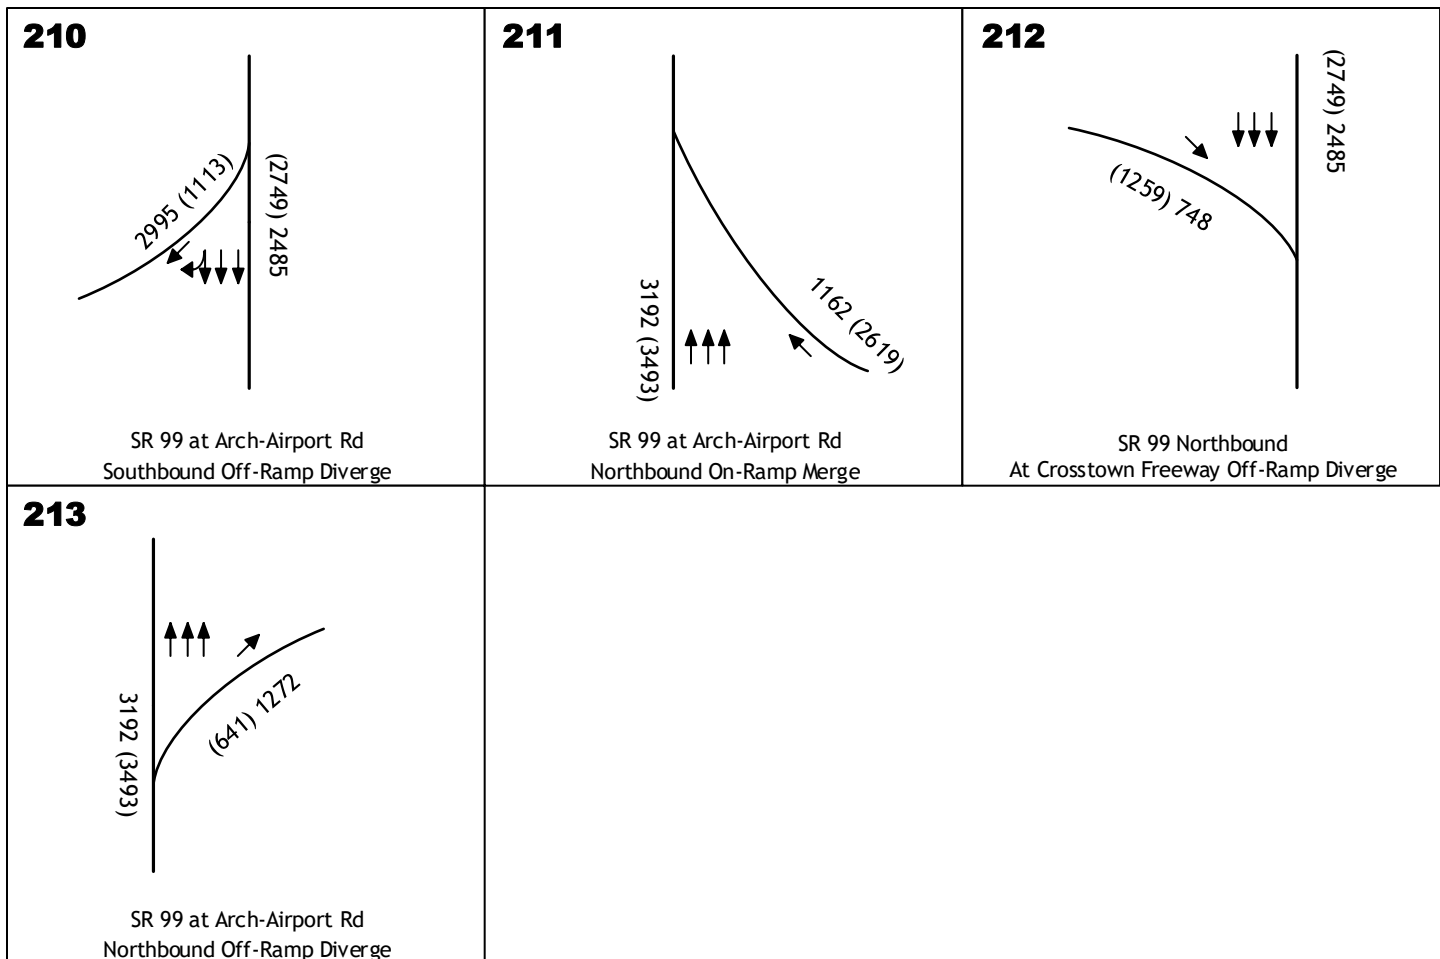 210
2995 (1113)
(2749) 2485
SR 99 at Arch-Airport Rd
Southbound Off-Ramp Diverge
211
3192 (3493)
1162 (2619)
SR 99 at Arch-Airport Rd
Northbound On-Ramp Merge
212
(1259) 748
(2749) 2485
SR 99 Northbound
At Crosstown Freeway Off-Ramp Diverge
213
3192 (3493)
(641) 1272
SR 99 at Arch-Airport Rd
Northbound Off-Ramp Diverge